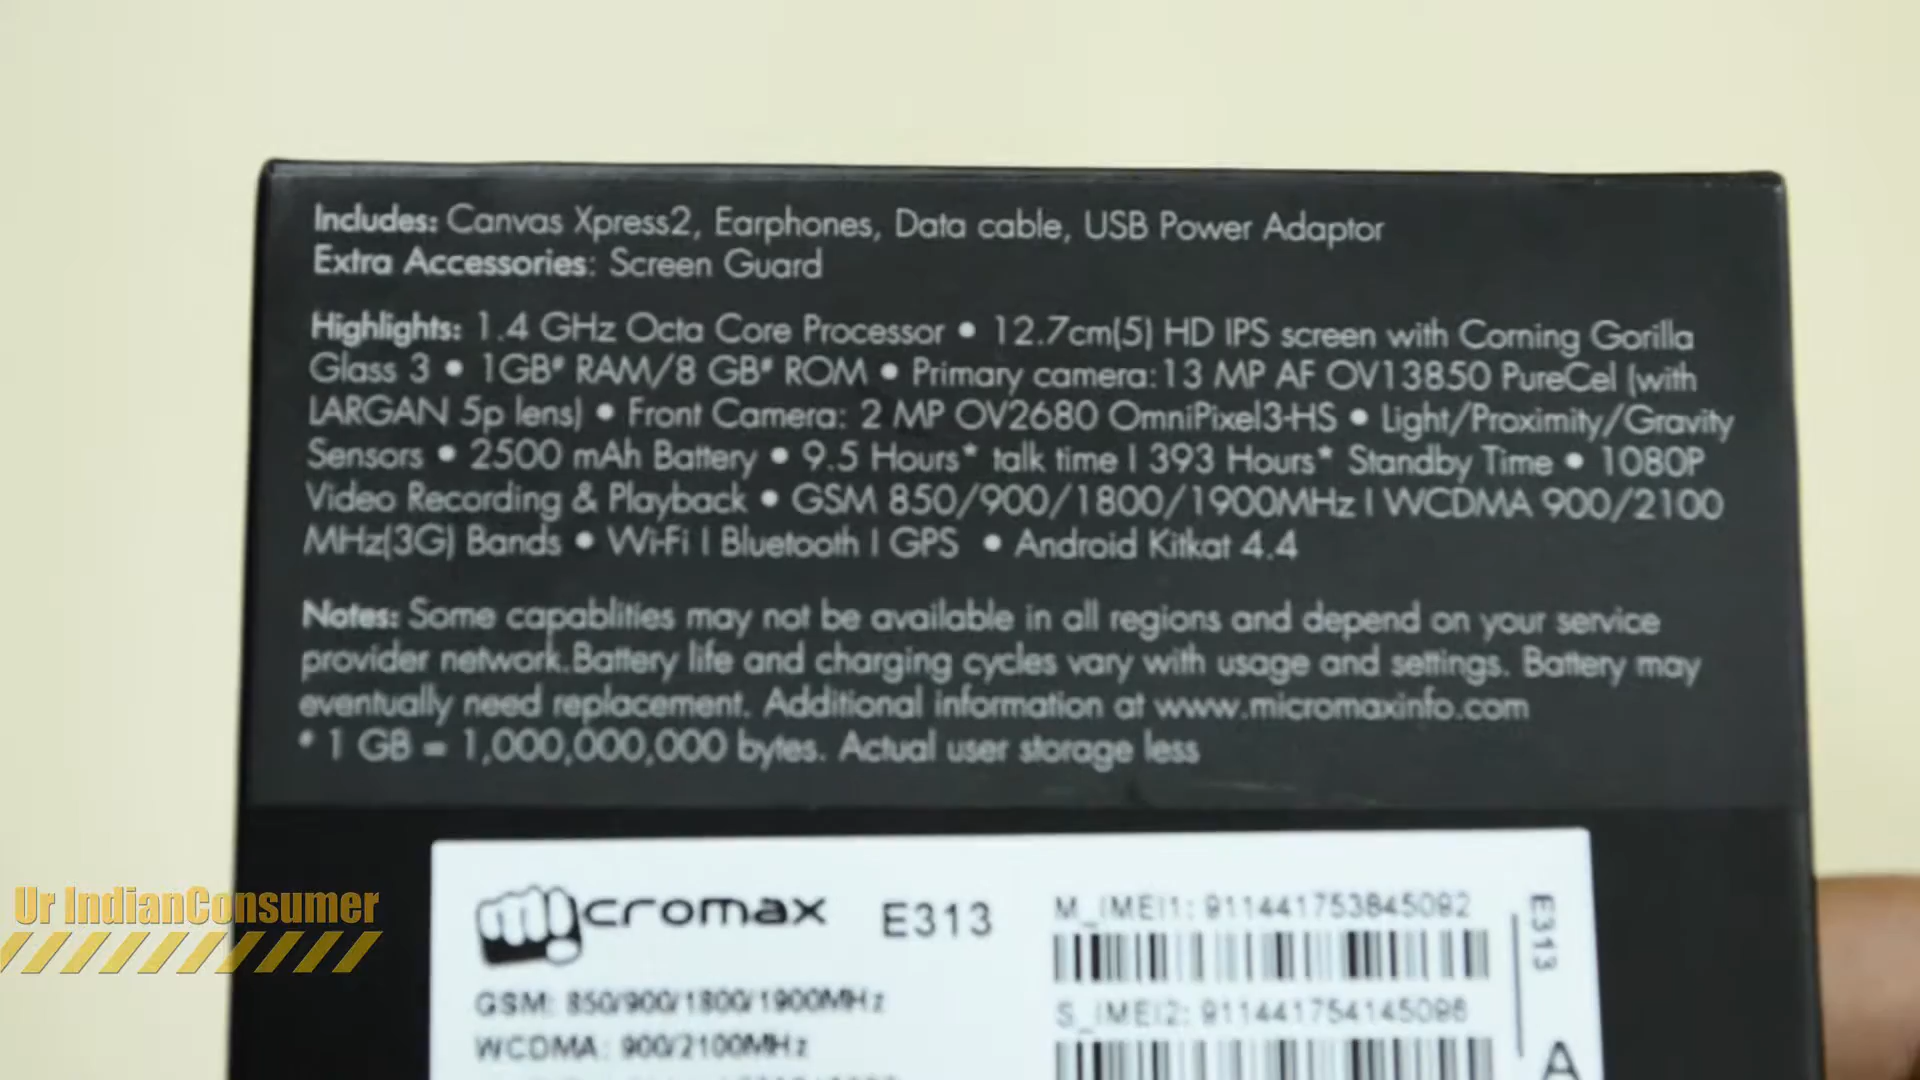 Includes: Canvas Xpress2, Earphones, Data cable, USB Power Adaptor
Extra Accessories: Screen Guard
Highlights: 1.4 GHz Octa Core Processor • 12.7cm(5) HD IPS screen with Corning Gorilla
Glass 3 • 1GB* RAM/8 GB* ROM • Primary camera:13 MP AF OV13850 PureCel (with
LARGAN 5p lens) • Front Camera: 2 MP OV2680 OmniPixel3-HS • Light/Proximity/Gravity
Sensors • 2500 mAh Battery • 9.5 Hours* talk time I 393 Hours* Standby Time • 1080P
Video Recording & Playback • GSM 850/900/1800/1900MHz I WCDMA 900/2100
MHz(3G) Bands • Wi-Fi I Bluetooth I GPS • Android Kitkat 4.4
Notes: Some capablities may not be available in all regions and depend on your service
provider network.Battery life and charging cycles vary with usage and settings. Battery may
eventually need replacement. Additional information at www.micromaxinfo.com
* 1 GB = 1,000,000,000 bytes. Actual user storage less
micromax E313
M_IMEI1: 911441753845092
S_IMEI2: 911441754145096
GSM: 850/900/1800/1900MHz
WCDMA: 900/2100MHz
E313
A
Ur IndianConsumer